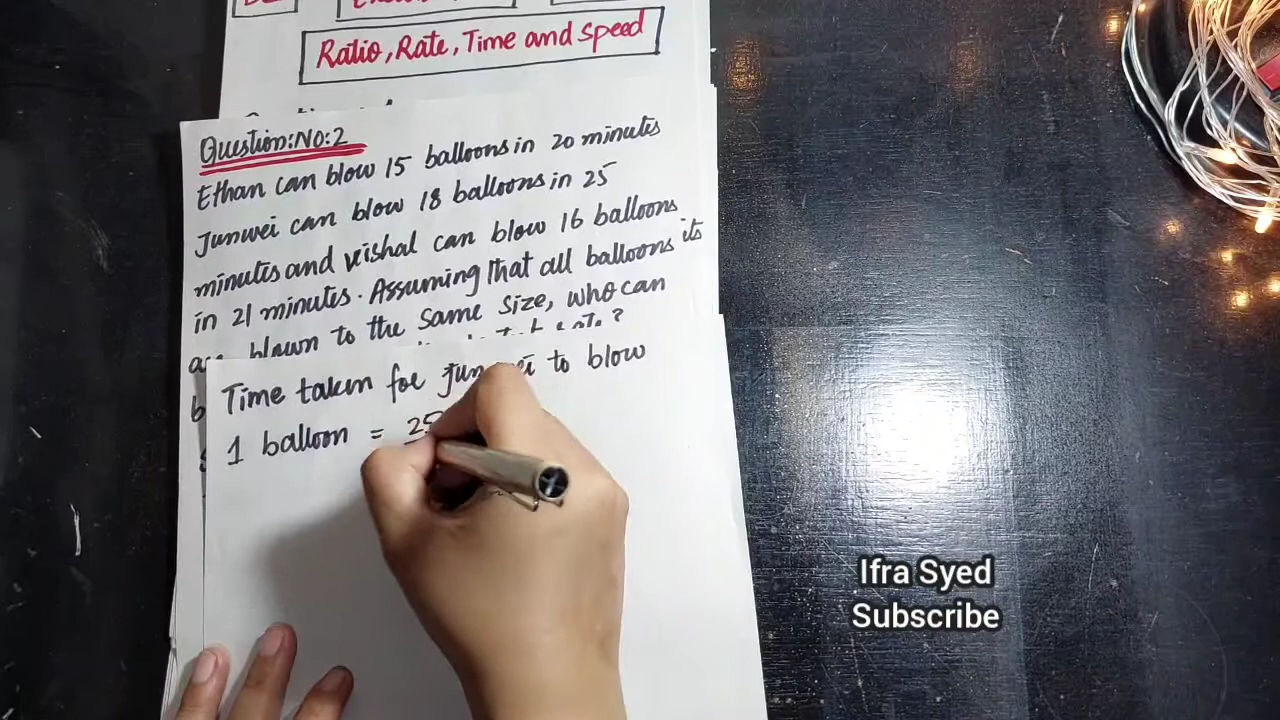 Ratio, Rate, Time and Speed
Question:No:2
Ethan can blow 15 balloons in 20 minutes
Junwei can blow 18 balloons in 25
minutes and vishal can blow 16 balloons
in 21 minutes. Assuming that all balloons its
blown to the same size, who can
Time taken for Junwei to blow
1 balloon = 25
Ifra Syed
Subscribe